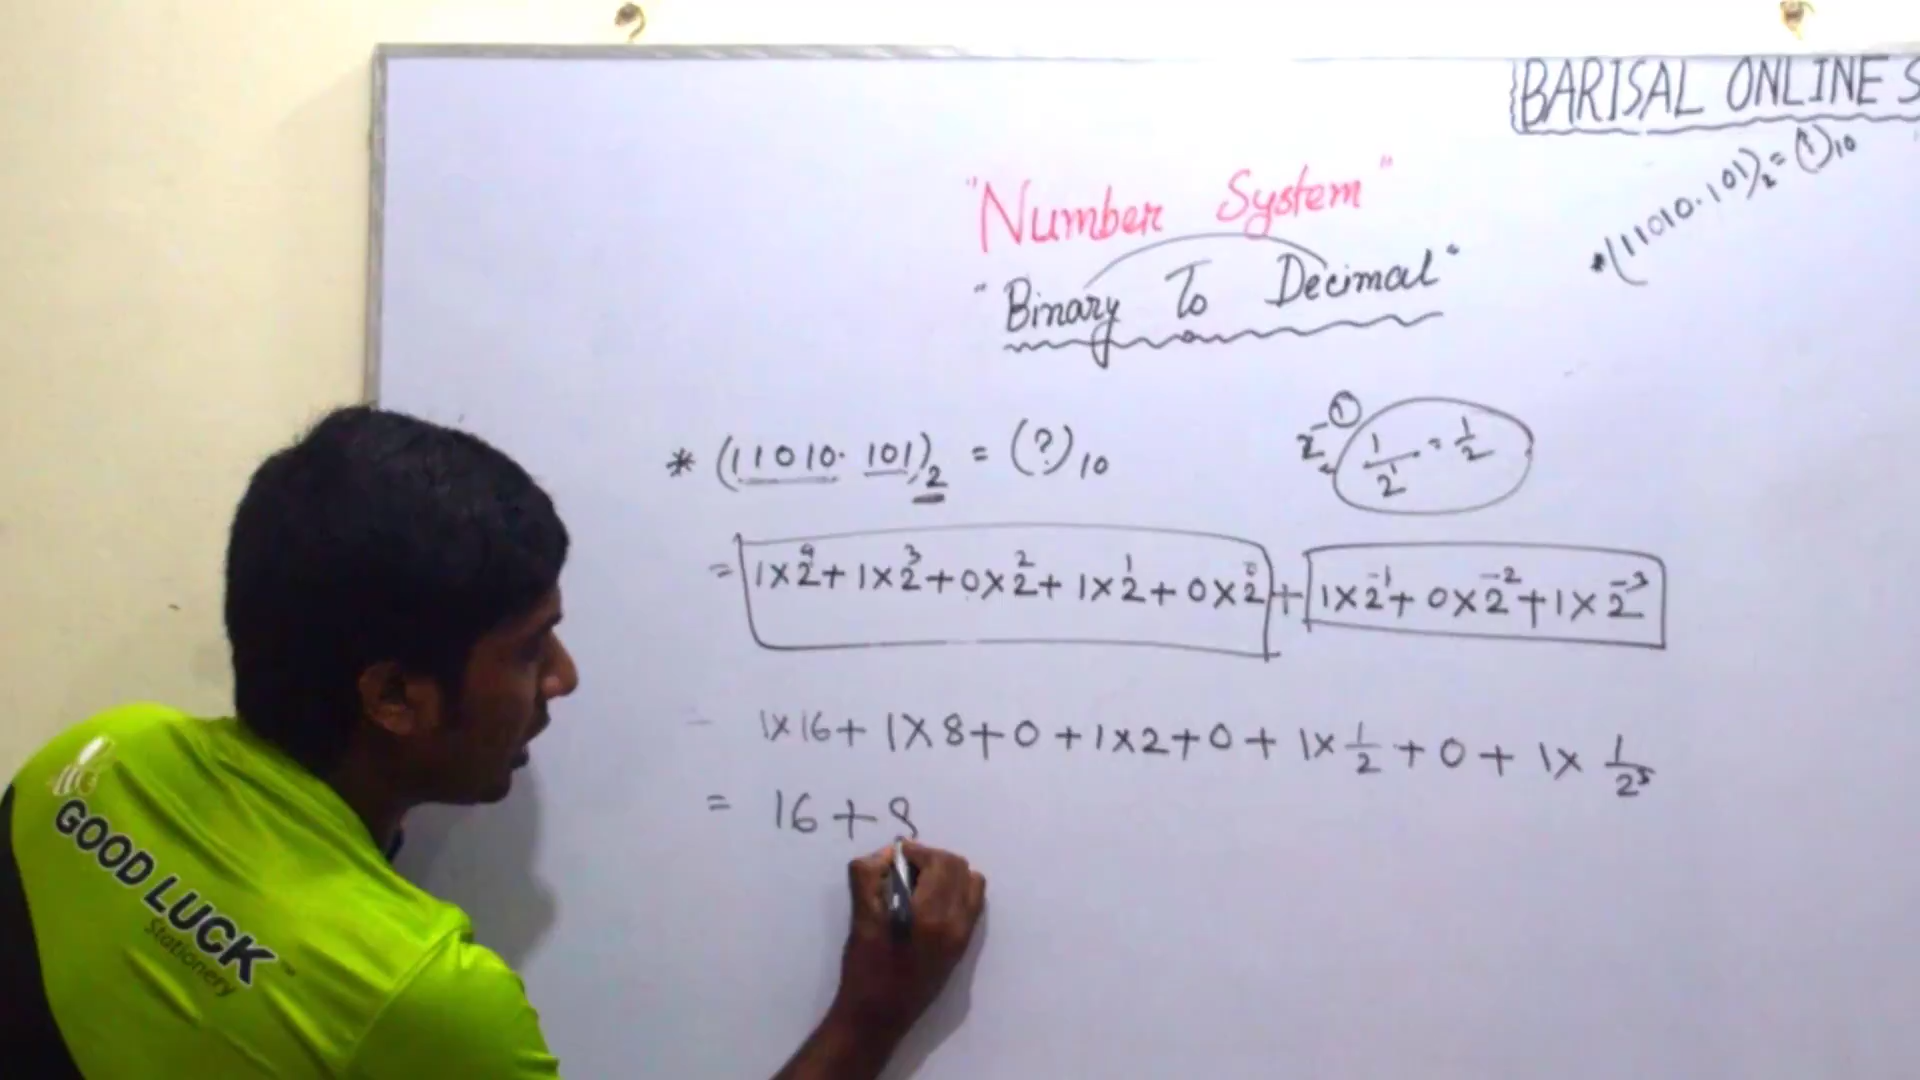 BARISAL ONLINE S
*(11010.101)₂ = (?)₁₀
"Number System"
"Binary To Decimal"
* (11010. 101)₂ = (?)₁₀
2⁻¹ = 1/2¹ = 1/2
= 1×2⁴+1×2³+0×2²+1×2¹+0×2⁰ + 1×2⁻¹+0×2⁻²+1×2⁻³
= 1×16+1×8+0+1×2+0+1×1/2+0+1×1/2³
= 16+8
GOOD LUCK™
Stationery